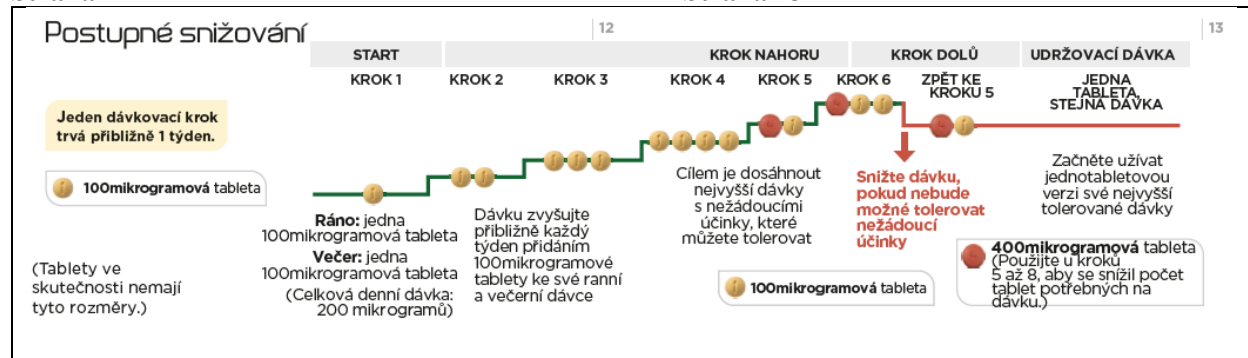 Postupné snižování
12
13
START
KROK NAHORU
KROK DOLŮ
UDRŽOVACÍ DÁVKA
KROK 1
KROK 2
KROK 3
KROK 4
KROK 5
KROK 6
ZPĚT KE
KROKU 5
JEDNA
TABLETA,
STEJNÁ DÁVKA
Jeden dávkovací krok
trvá přibližně 1 týden.
100mikrogramová tableta
(Tablety ve
skutečnosti nemají
tyto rozměry.)
Ráno: jedna
100mikrogramová tableta
Večer: jedna
100mikrogramová tableta
(Celková denní dávka:
200 mikrogramů)
Dávku zvyšujte
přibližně každý
týden přidáním
100mikrogramové
tablety ke své ranní
a večerní dávce
Cílem je dosáhnout
nejvyšší dávky
s nežádoucími
účinky, které
můžete tolerovat
Snižte dávku,
pokud nebude
možné tolerovat
nežádoucí
účinky
Začněte užívat
jednotabletovou
verzi své nejvyšší
tolerované dávky
100mikrogramová tableta
400mikrogramová tableta
(Použijte u kroků
5 až 8, aby se snížil počet
tablet potřebných na
dávku.)